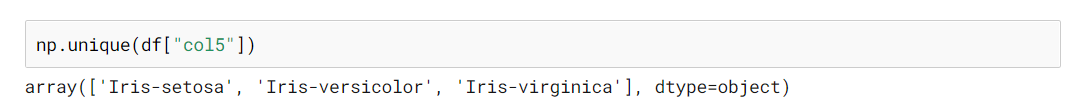 np.unique(df["col5"])
array(['Iris-setosa', 'Iris-versicolor', 'Iris-virginica'], dtype=object)